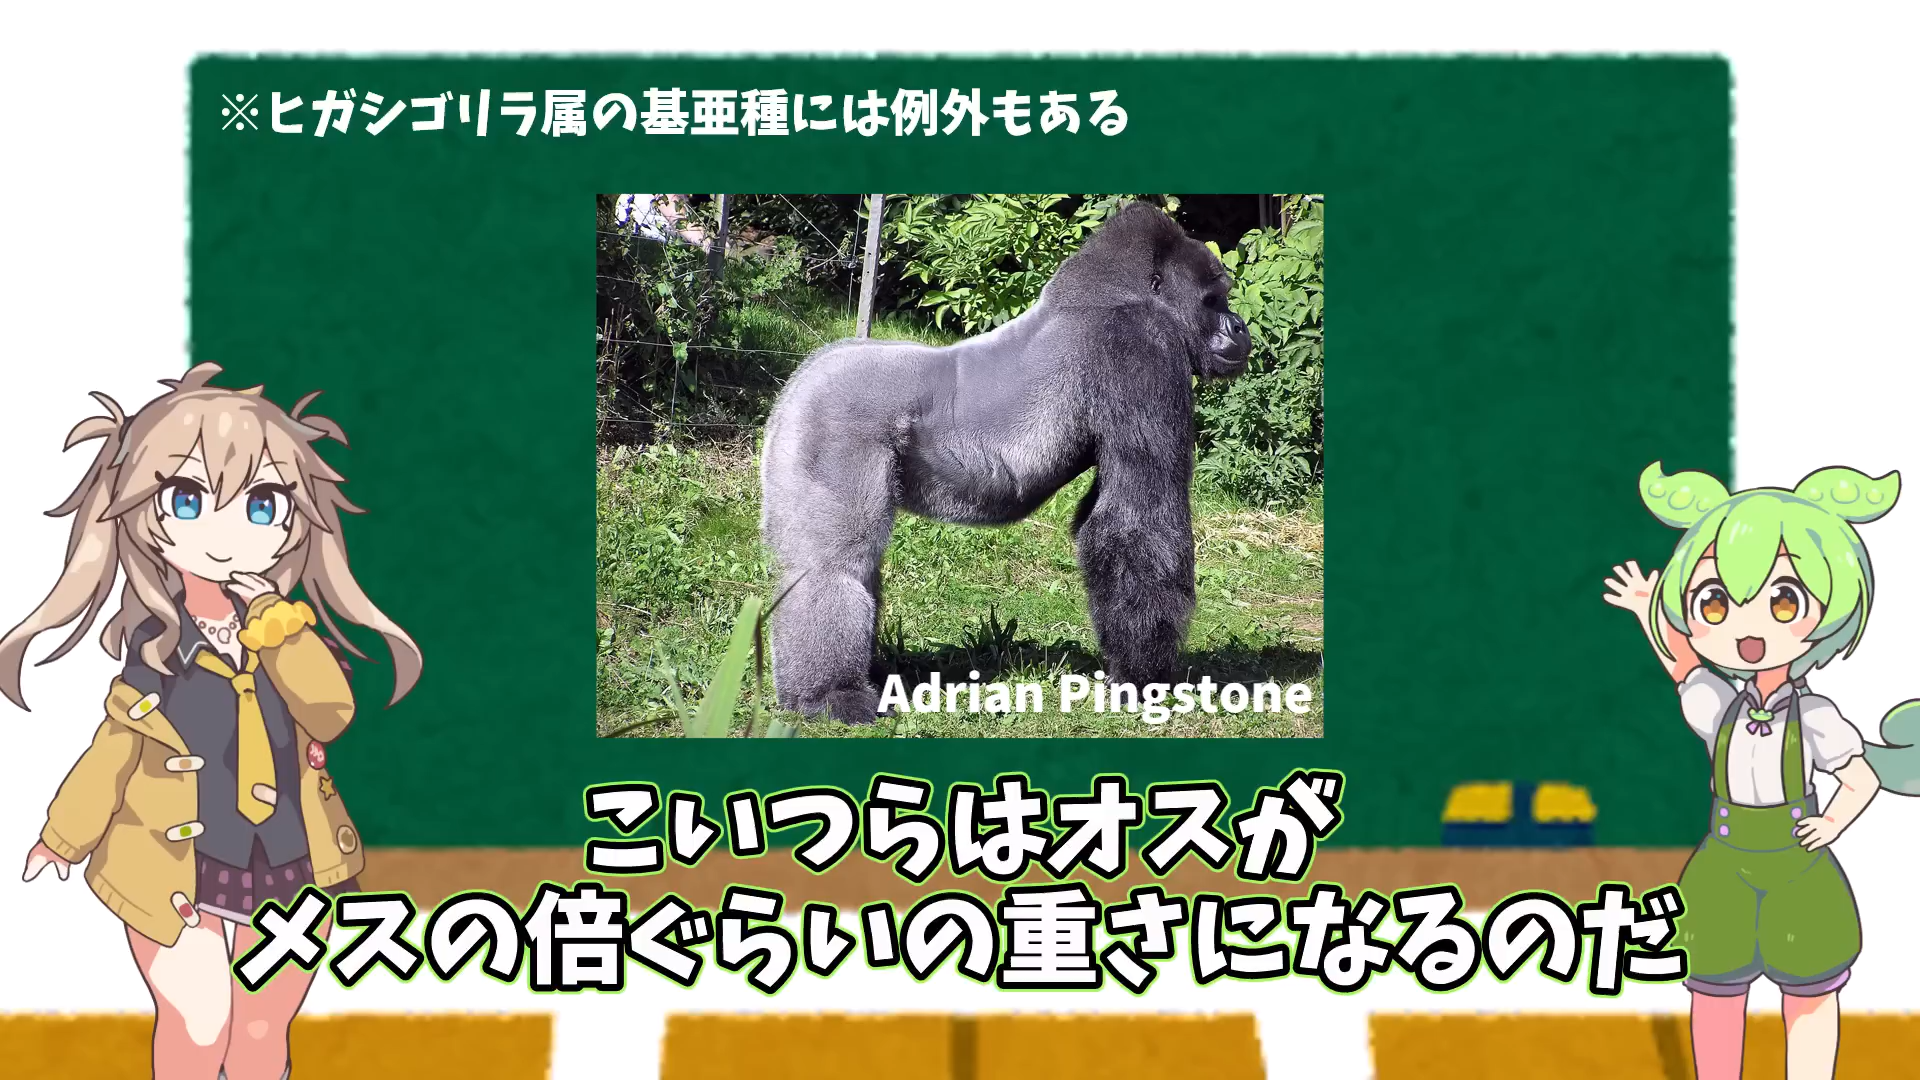 ※ヒガシゴリラ属の基亜種には例外もある
Adrian Pingstone
こいつらはオスが
メスの倍ぐらいの重さになるのだ